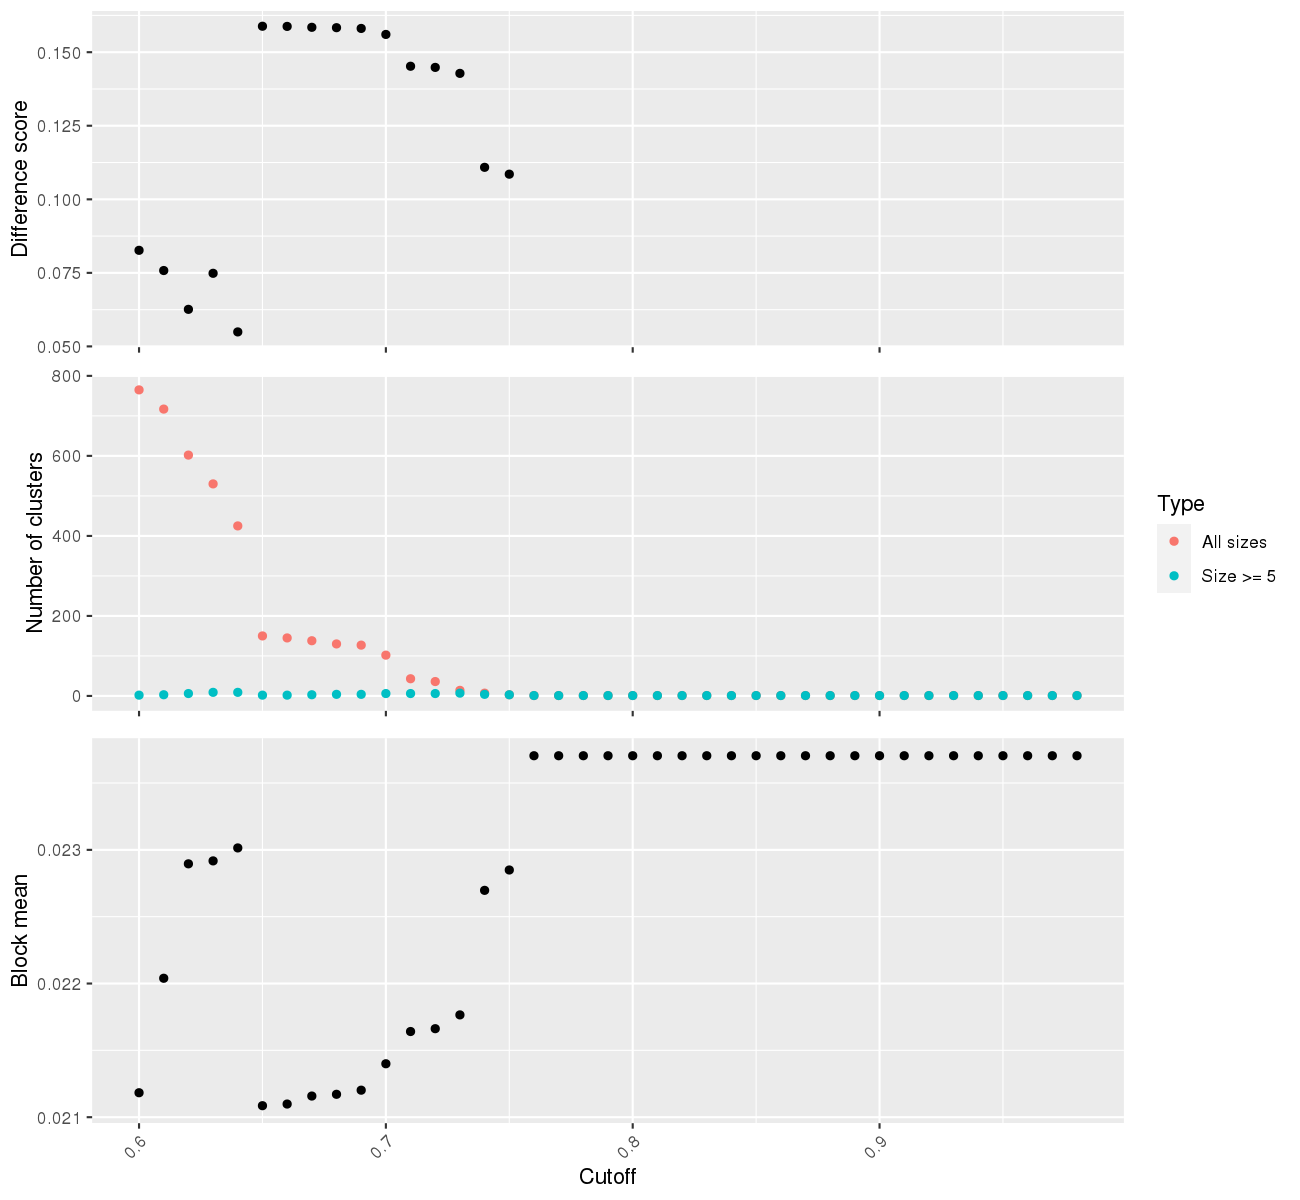 Difference score
0.150
0.125
0.100
0.075
0.050
Number of clusters
800
600
400
200
0
Type
All sizes
Size >= 5
Block mean
0.023
0.022
0.021
0.6
0.7
0.8
0.9
Cutoff